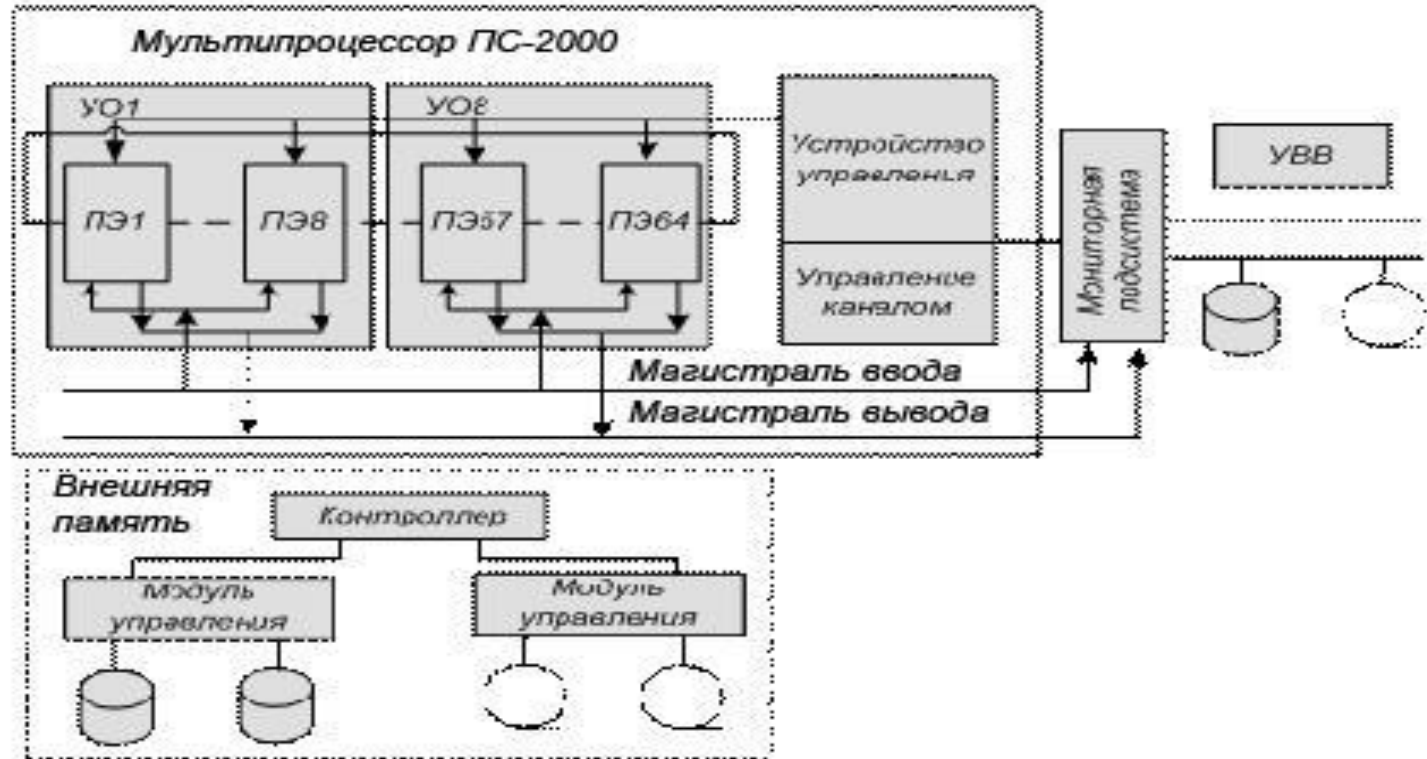 Мультипроцессор ПС-2000
УО1
УО8
ПЭ1
ПЭ8
ПЭ57
ПЭ64
Устройство
управления
Управление
каналом
Мониторная
подсистема
УВВ
Магистраль ввода
Магистраль вывода
Внешняя
память
Контроллер
Модуль
управления
Модуль
управления